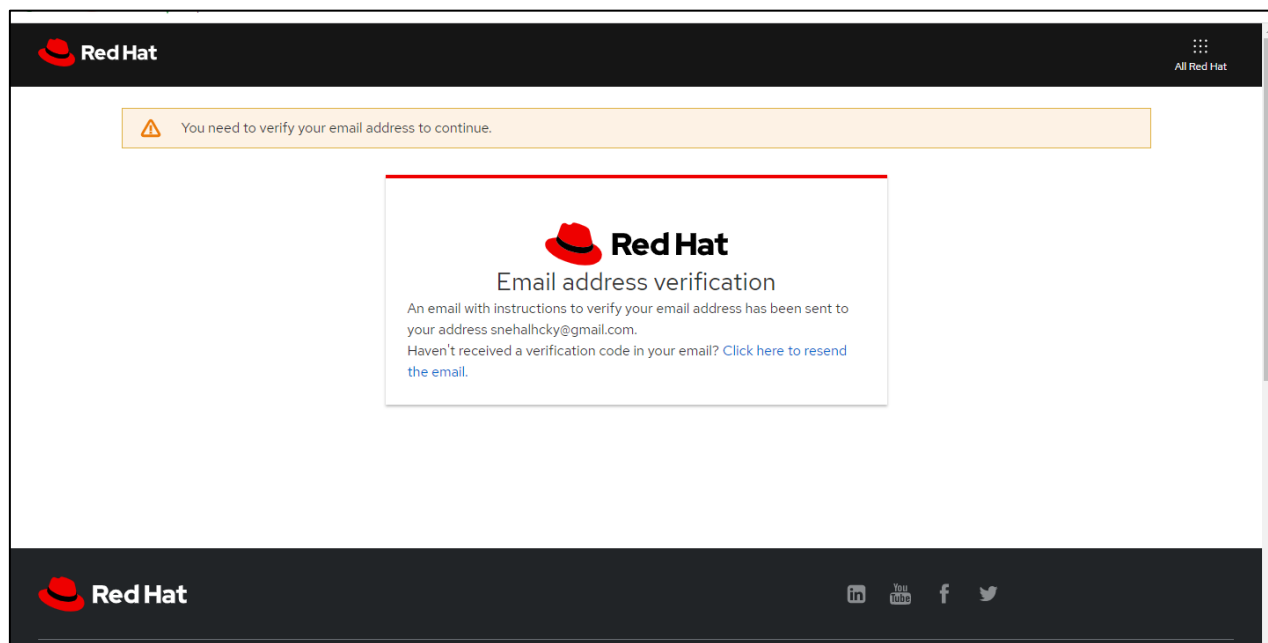 Red Hat
All Red Hat
You need to verify your email address to continue.
Red Hat
Email address verification
An email with instructions to verify your email address has been sent to
your address snehalhcky@gmail.com.
Haven't received a verification code in your email? Click here to resend
the email.
Red Hat
in You Tube f